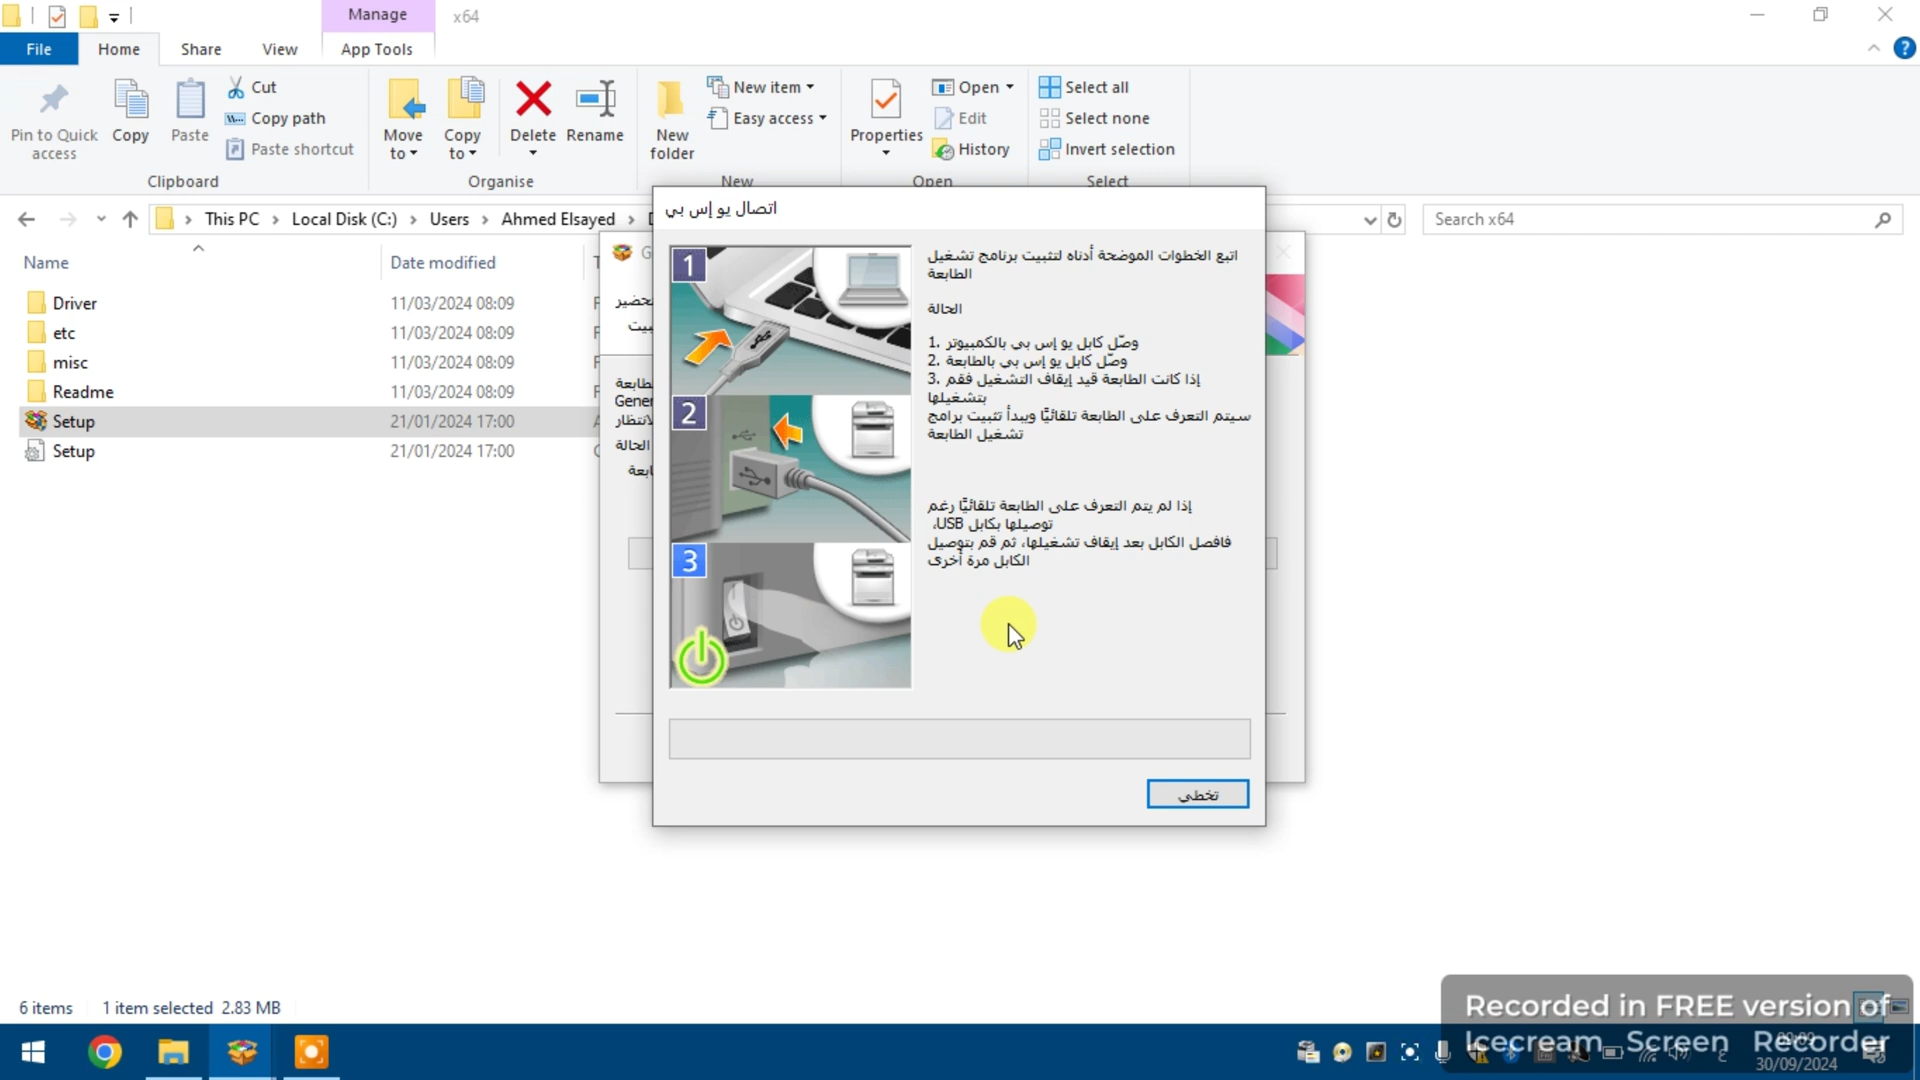 Manage
x64
File
Home
Share
View
App Tools
Pin to Quick
access
Copy
Paste
Cut
Copy path
Paste shortcut
Move
to
Copy
to
Delete
Rename
New
folder
New item
Easy access
Properties
Open
Edit
History
Select all
Select none
Invert selection
Clipboard
Organise
New
Open
Select
This PC
Local Disk (C:)
Users
Ahmed Elsayed
Search x64
Name
Date modified
Driver 11/03/2024 08:09
etc 11/03/2024 08:09
misc 11/03/2024 08:09
Readme 11/03/2024 08:09
Setup 21/01/2024 17:00
Setup 21/01/2024 17:00
اتصال يو إس بي
1
2
3
اتبع الخطوات الموضحة أدناه لتثبيت برنامج تشغيل
الطابعة
الحالة
1. وصّل كابل يو إس بي بالكمبيوتر
2. وصّل كابل يو إس بي بالطابعة
3. إذا كانت الطابعة قيد إيقاف التشغيل فقم
بتشغيلها
سيتم التعرف على الطابعة تلقائيًا ويبدأ تثبيت برامج
تشغيل الطابعة
إذا لم يتم التعرف على الطابعة تلقائيًا رغم
توصيلها بكابل USB،
فافصل الكابل بعد إيقاف تشغيلها، ثم قم بتوصيل
الكابل مرة أخرى
تخطي
الحالة
6 items
1 item selected 2.83 MB
Recorded in FREE version of
Icecream Screen Recorder
30/09/2024